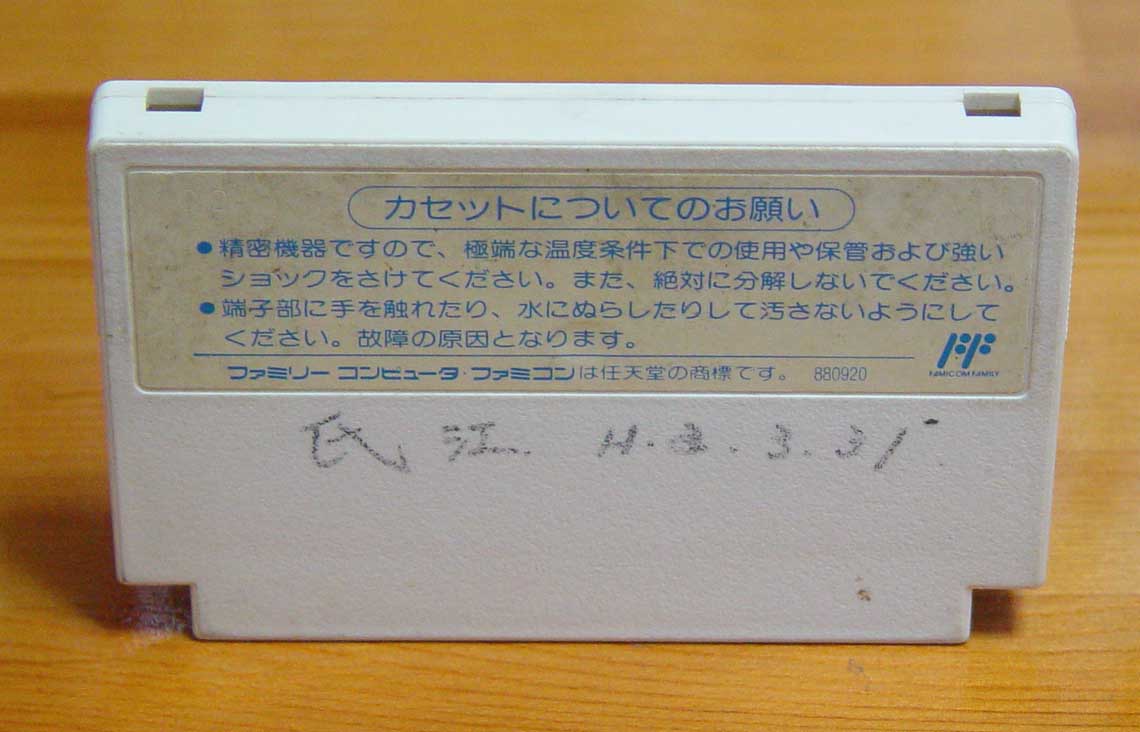 カセットについてのお願い
●精密機器ですので、極端な温度条件下での使用や保管および強い
ショックをさけてください。また、絶対に分解しないでください。
●端子部に手を触れたり、水にぬらしたりして汚さないようにして
ください。故障の原因となります。
ファミリー コンピュータ・ファミコンは任天堂の商標です。 880920
FAMICOM FAMILY
氏江 H.3.3.31